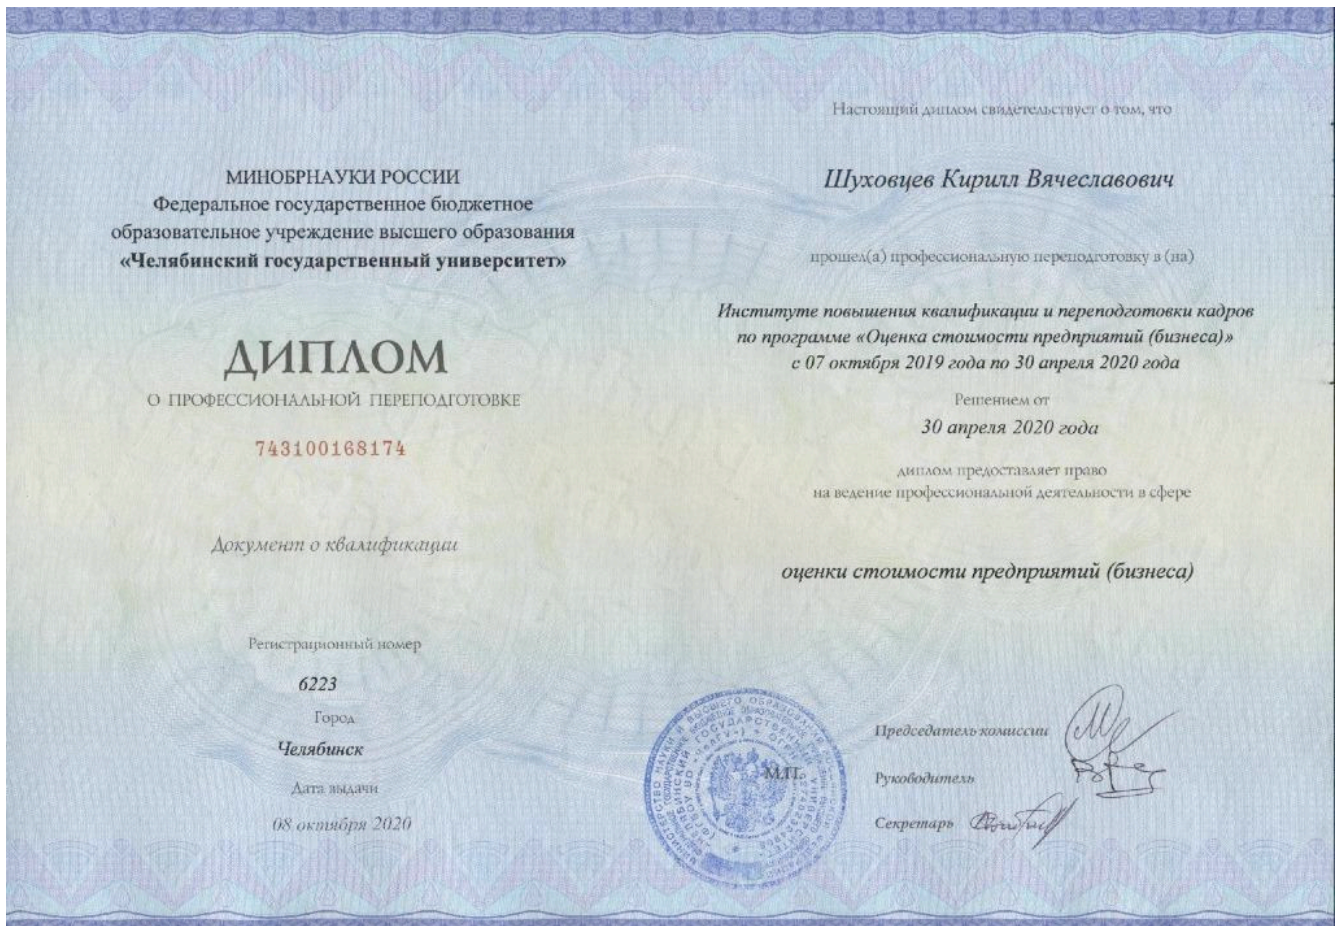 МИНОБРНАУКИ РОССИИ
Федеральное государственное бюджетное
образовательное учреждение высшего образования
«Челябинский государственный университет»
ДИПЛОМ
О ПРОФЕССИОНАЛЬНОЙ ПЕРЕПОДГОТОВКЕ
743100168174
Документ о квалификации
Регистрационный номер
6223
Город
Челябинск
Дата выдачи
08 октября 2020
Настоящий диплом свидетельствует о том, что
Шуховцев Кирилл Вячеславович
прошел(а) профессиональную переподготовку в (на)
Институте повышения квалификации и переподготовки кадров
по программе «Оценка стоимости предприятий (бизнеса)»
с 07 октября 2019 года по 30 апреля 2020 года
Решением от
30 апреля 2020 года
диплом предоставляет право
на ведение профессиональной деятельности в сфере
оценки стоимости предприятий (бизнеса)
Председатель комиссии
М.П.
Руководитель
Секретарь